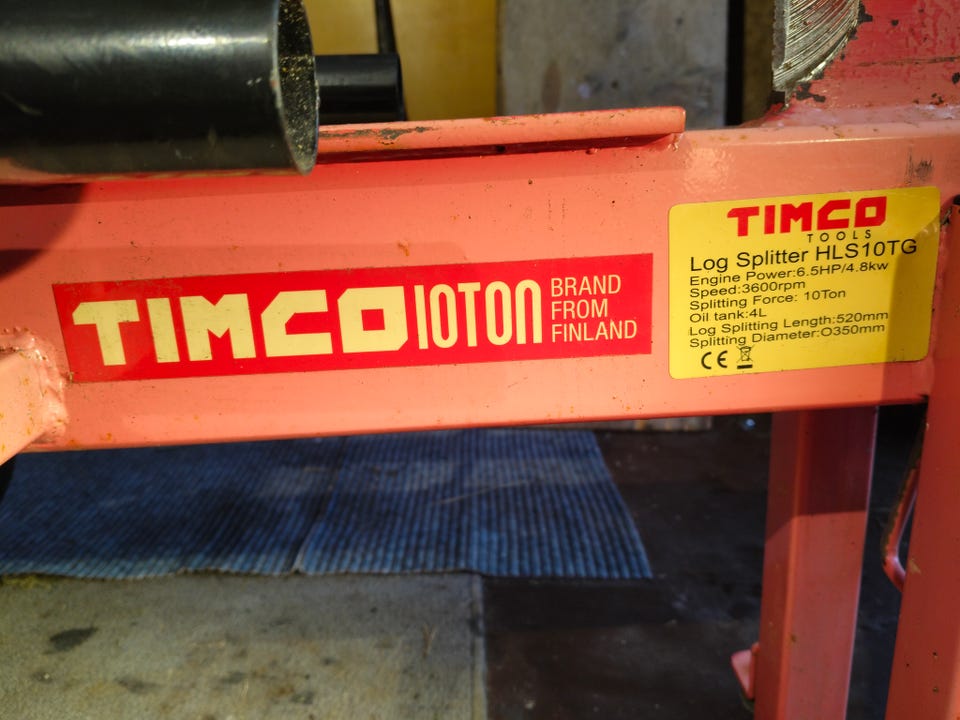 TIMCO 10TON BRAND
FROM
FINLAND
TIMCO
TOOLS
Log Splitter HLS10TG
Engine Power:6.5HP/4.8kw
Speed:3600rpm
Splitting Force: 10Ton
Oil tank:4L
Log Splitting Length:520mm
Splitting Diameter:O350mm
CE